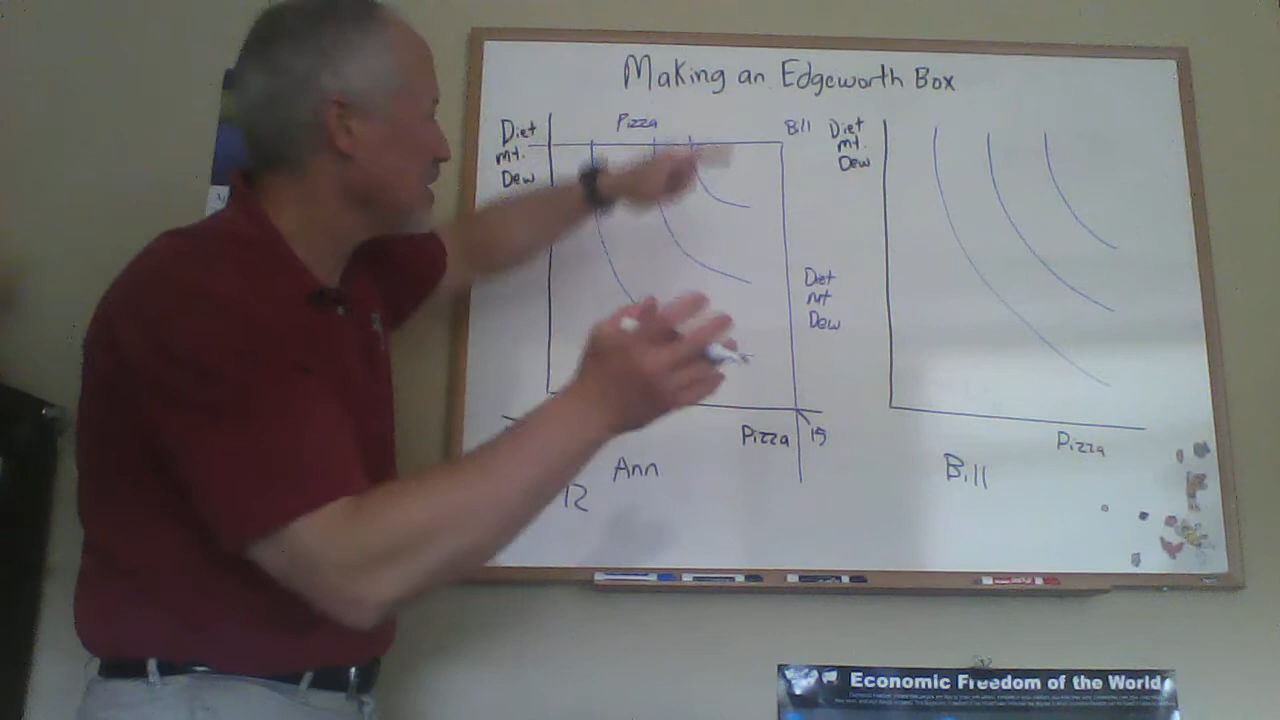 Making an Edgeworth Box
Diet
Mt.
Dew
Pizza
Bill
Diet
Mt
Dew
Pizza
15
Ann
12
Diet
Mt.
Dew
Pizza
Bill
Economic Freedom of the World